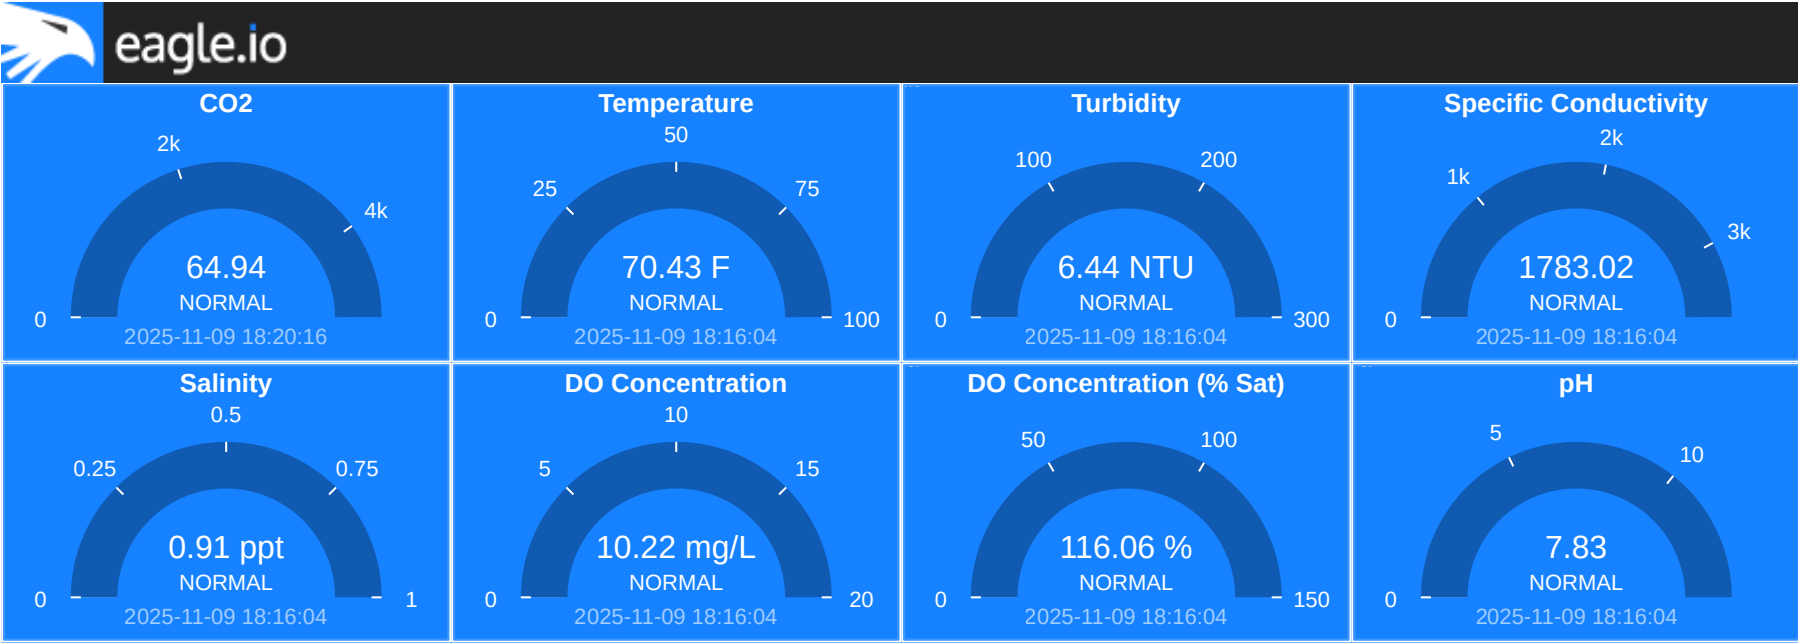 eagle.io
CO2
2k
4k
64.94
NORMAL
0
2025-11-09 18:20:16
Temperature
50
25
75
70.43 F
NORMAL
0
100
2025-11-09 18:16:04
Turbidity
100
200
6.44 NTU
NORMAL
0
300
2025-11-09 18:16:04
Specific Conductivity
2k
1k
3k
1783.02
NORMAL
0
2025-11-09 18:16:04
Salinity
0.5
0.25
0.75
0.91 ppt
NORMAL
0
1
2025-11-09 18:16:04
DO Concentration
10
5
15
10.22 mg/L
NORMAL
0
20
2025-11-09 18:16:04
DO Concentration (% Sat)
50
100
116.06 %
NORMAL
0
150
2025-11-09 18:16:04
pH
5
10
7.83
NORMAL
0
2025-11-09 18:16:04